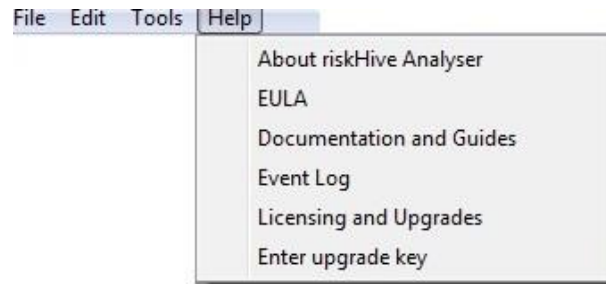 File Edit Tools Help
About riskHive Analyser
EULA
Documentation and Guides
Event Log
Licensing and Upgrades
Enter upgrade key